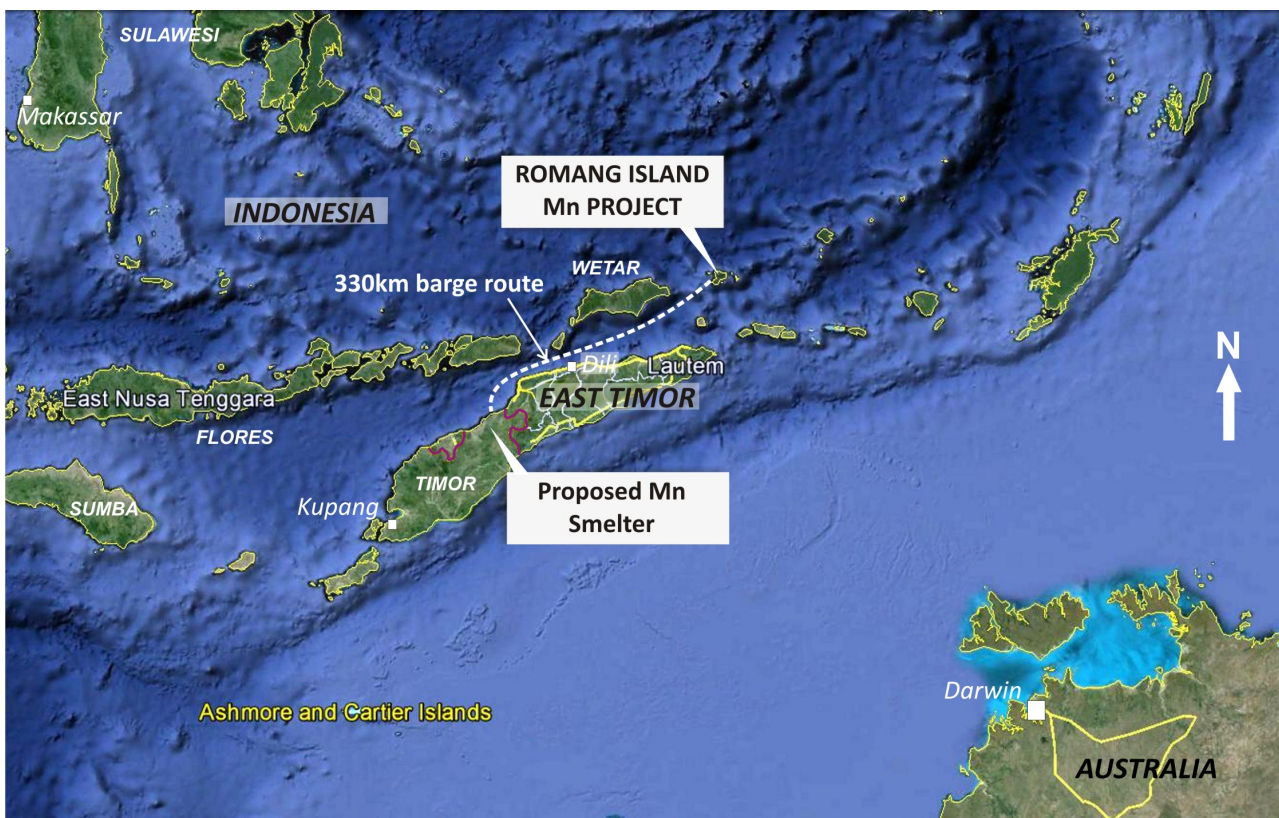 SULAWESI
Makassar
ROMANG ISLAND
Mn PROJECT
INDONESIA
WETAR
330km barge route
N
Dili
Lautem
East Nusa Tenggara
EAST TIMOR
FLORES
TIMOR
Proposed Mn
Smelter
SUMBA
Kupang
Darwin
Ashmore and Cartier Islands
AUSTRALIA